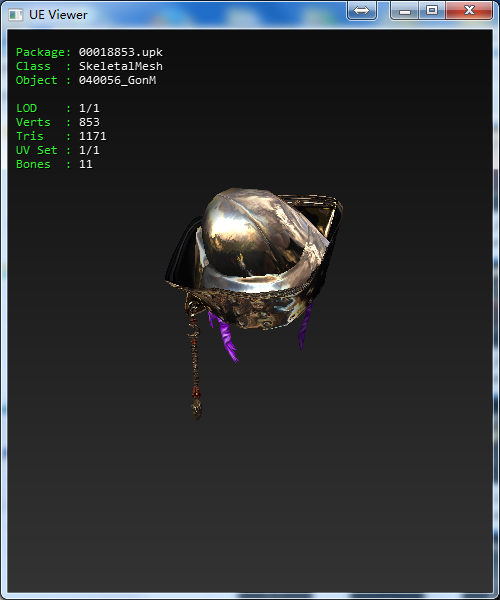 UE Viewer
Package: 00018853.upk
Class : SkeletalMesh
Object : 040056_GonM
LOD : 1/1
Verts : 853
Tris : 1171
UV Set : 1/1
Bones : 11